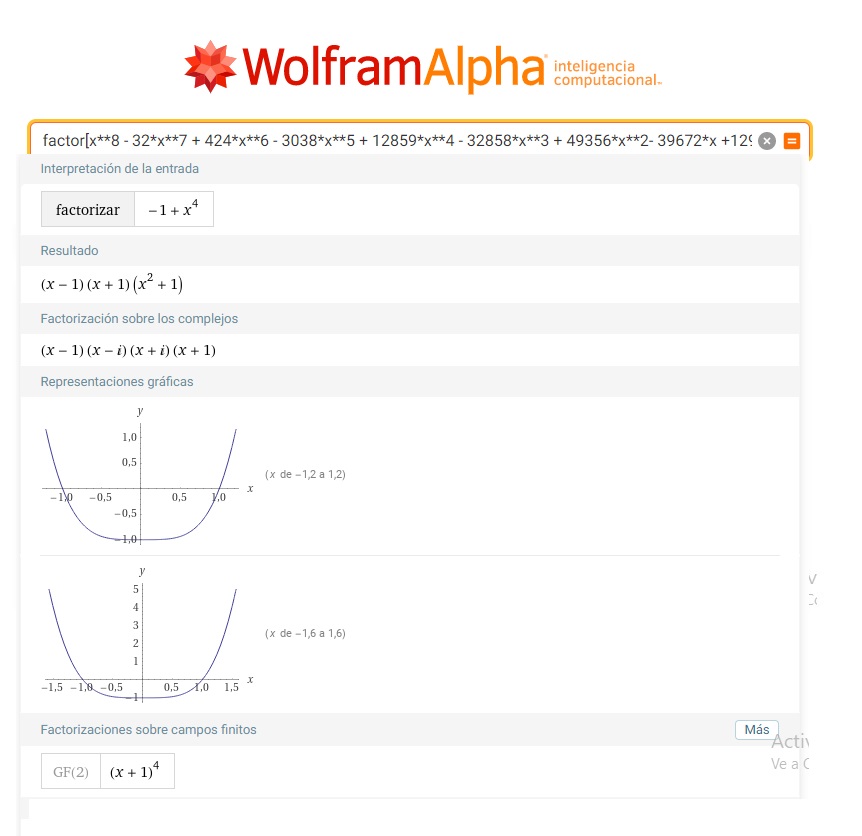 WolframAlpha inteligencia computacional
factor[x**8 - 32*x**7 + 424*x**6 - 3038*x**5 + 12859*x**4 - 32858*x**3 + 49356*x**2- 39672*x +129
Interpretación de la entrada
factorizar −1 + x⁴
Resultado
(x − 1) (x + 1) (x² + 1)
Factorización sobre los complejos
(x − 1) (x − i) (x + i) (x + 1)
Representaciones gráficas
y
1,0
0,5
−1,0 −0,5 0,5 1,0 x
−0,5
−1,0
(x de −1,2 a 1,2)
y
5
4
3
2
1
−1,5 −1,0 −0,5 0,5 1,0 1,5 x
−1
(x de −1,6 a 1,6)
Factorizaciones sobre campos finitos
Más
GF(2) (x + 1)⁴
Activ
Ve a C